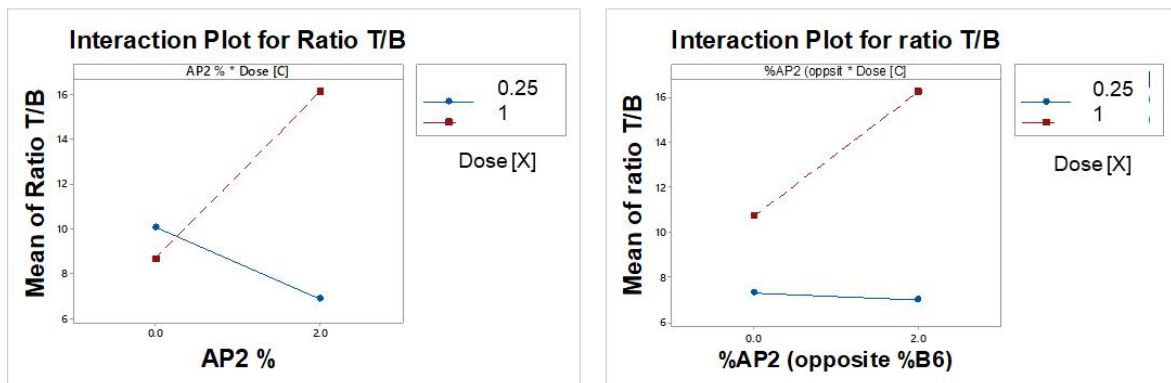 Interaction Plot for Ratio T/B
AP2 % * Dose [C]
Mean of Ratio T/B
16
14
12
10
8
6
0.0
2.0
AP2 %
0.25
1
Dose [X]
Interaction Plot for ratio T/B
%AP2 (oppsit * Dose [C]
Mean of ratio T/B
16
14
12
10
8
6
0.0
2.0
%AP2 (opposite %B6)
0.25
1
Dose [X]